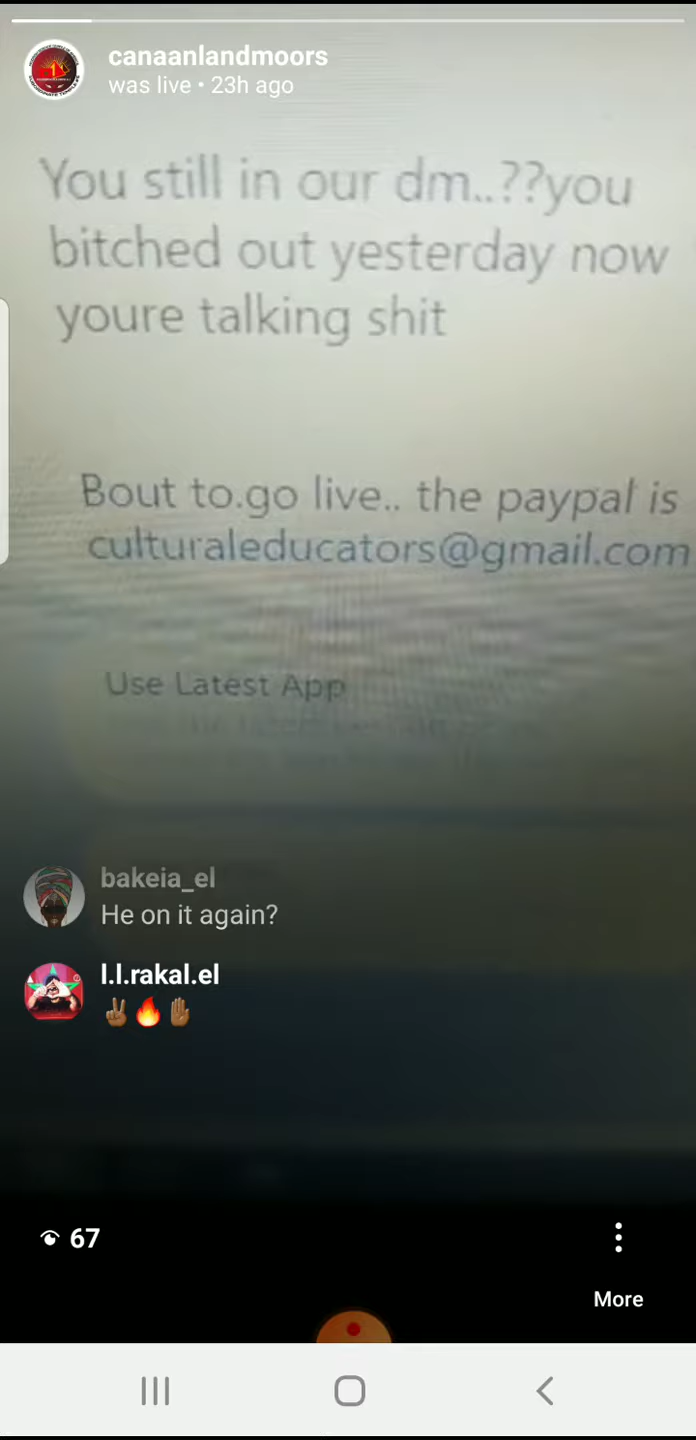 canaanlandmoors
was live • 23h ago
You still in our dm..??you
bitched out yesterday now
youre talking shit
Bout to.go live.. the paypal is
culturaleducators@gmail.com
Use Latest App
bakeia_el
He on it again?
l.l.rakal.el
✌🏾🔥✋🏾
67
More